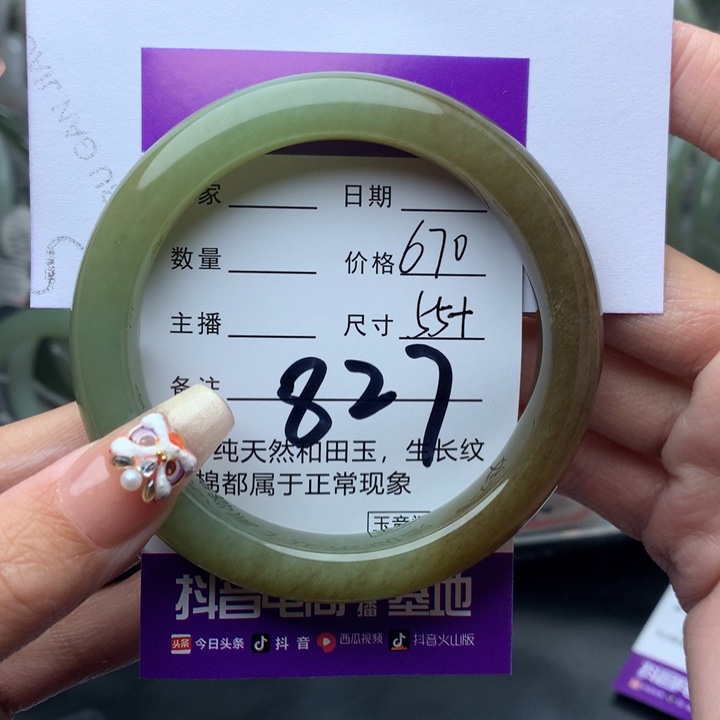 家 日期
数量 价格 670
主播 尺寸 55+
备注 827
纯天然和田玉，生长纹
棉都属于正常现象
抖音电商直播基地
今日头条 抖音 西瓜视频 抖音火山版